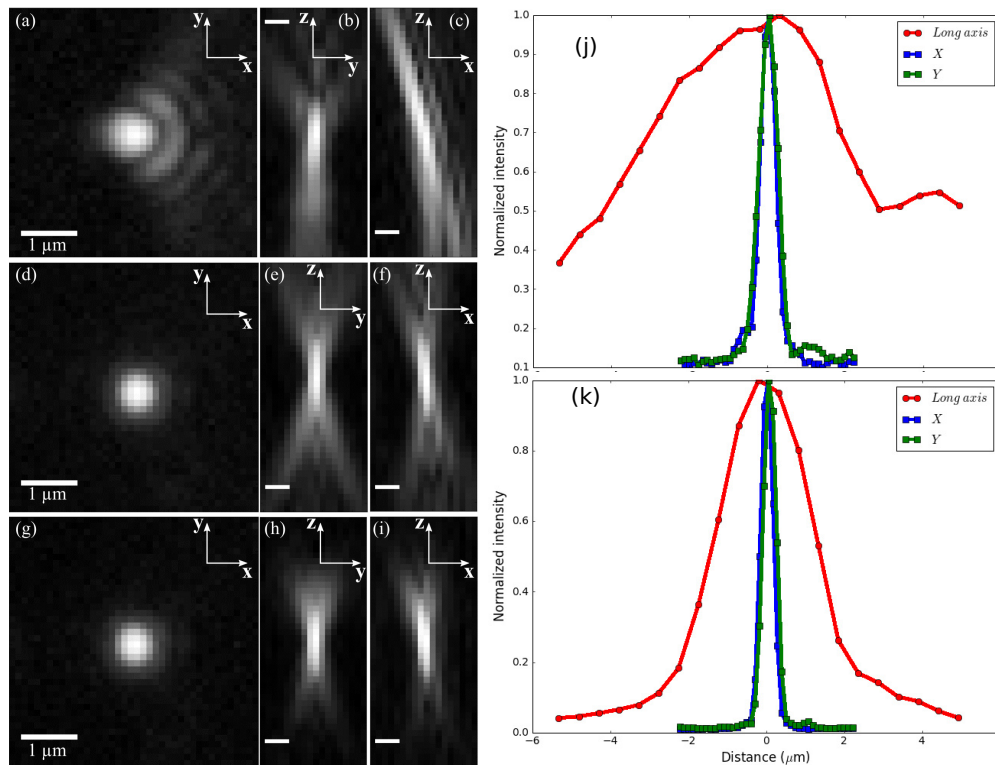 (a)
y
x
1 µm
(b)
z
y
(c)
z
x
(d)
y
x
1 µm
(e)
z
y
(f)
z
x
(g)
y
x
1 µm
(h)
z
y
(i)
z
x
(j)
Normalized intensity
1.0
0.9
0.8
0.7
0.6
0.5
0.4
0.3
0.2
0.1
Long axis
X
Y
(k)
Normalized intensity
1.0
0.8
0.6
0.4
0.2
0.0
Long axis
X
Y
−6
−4
−2
0
2
4
6
Distance (µm)